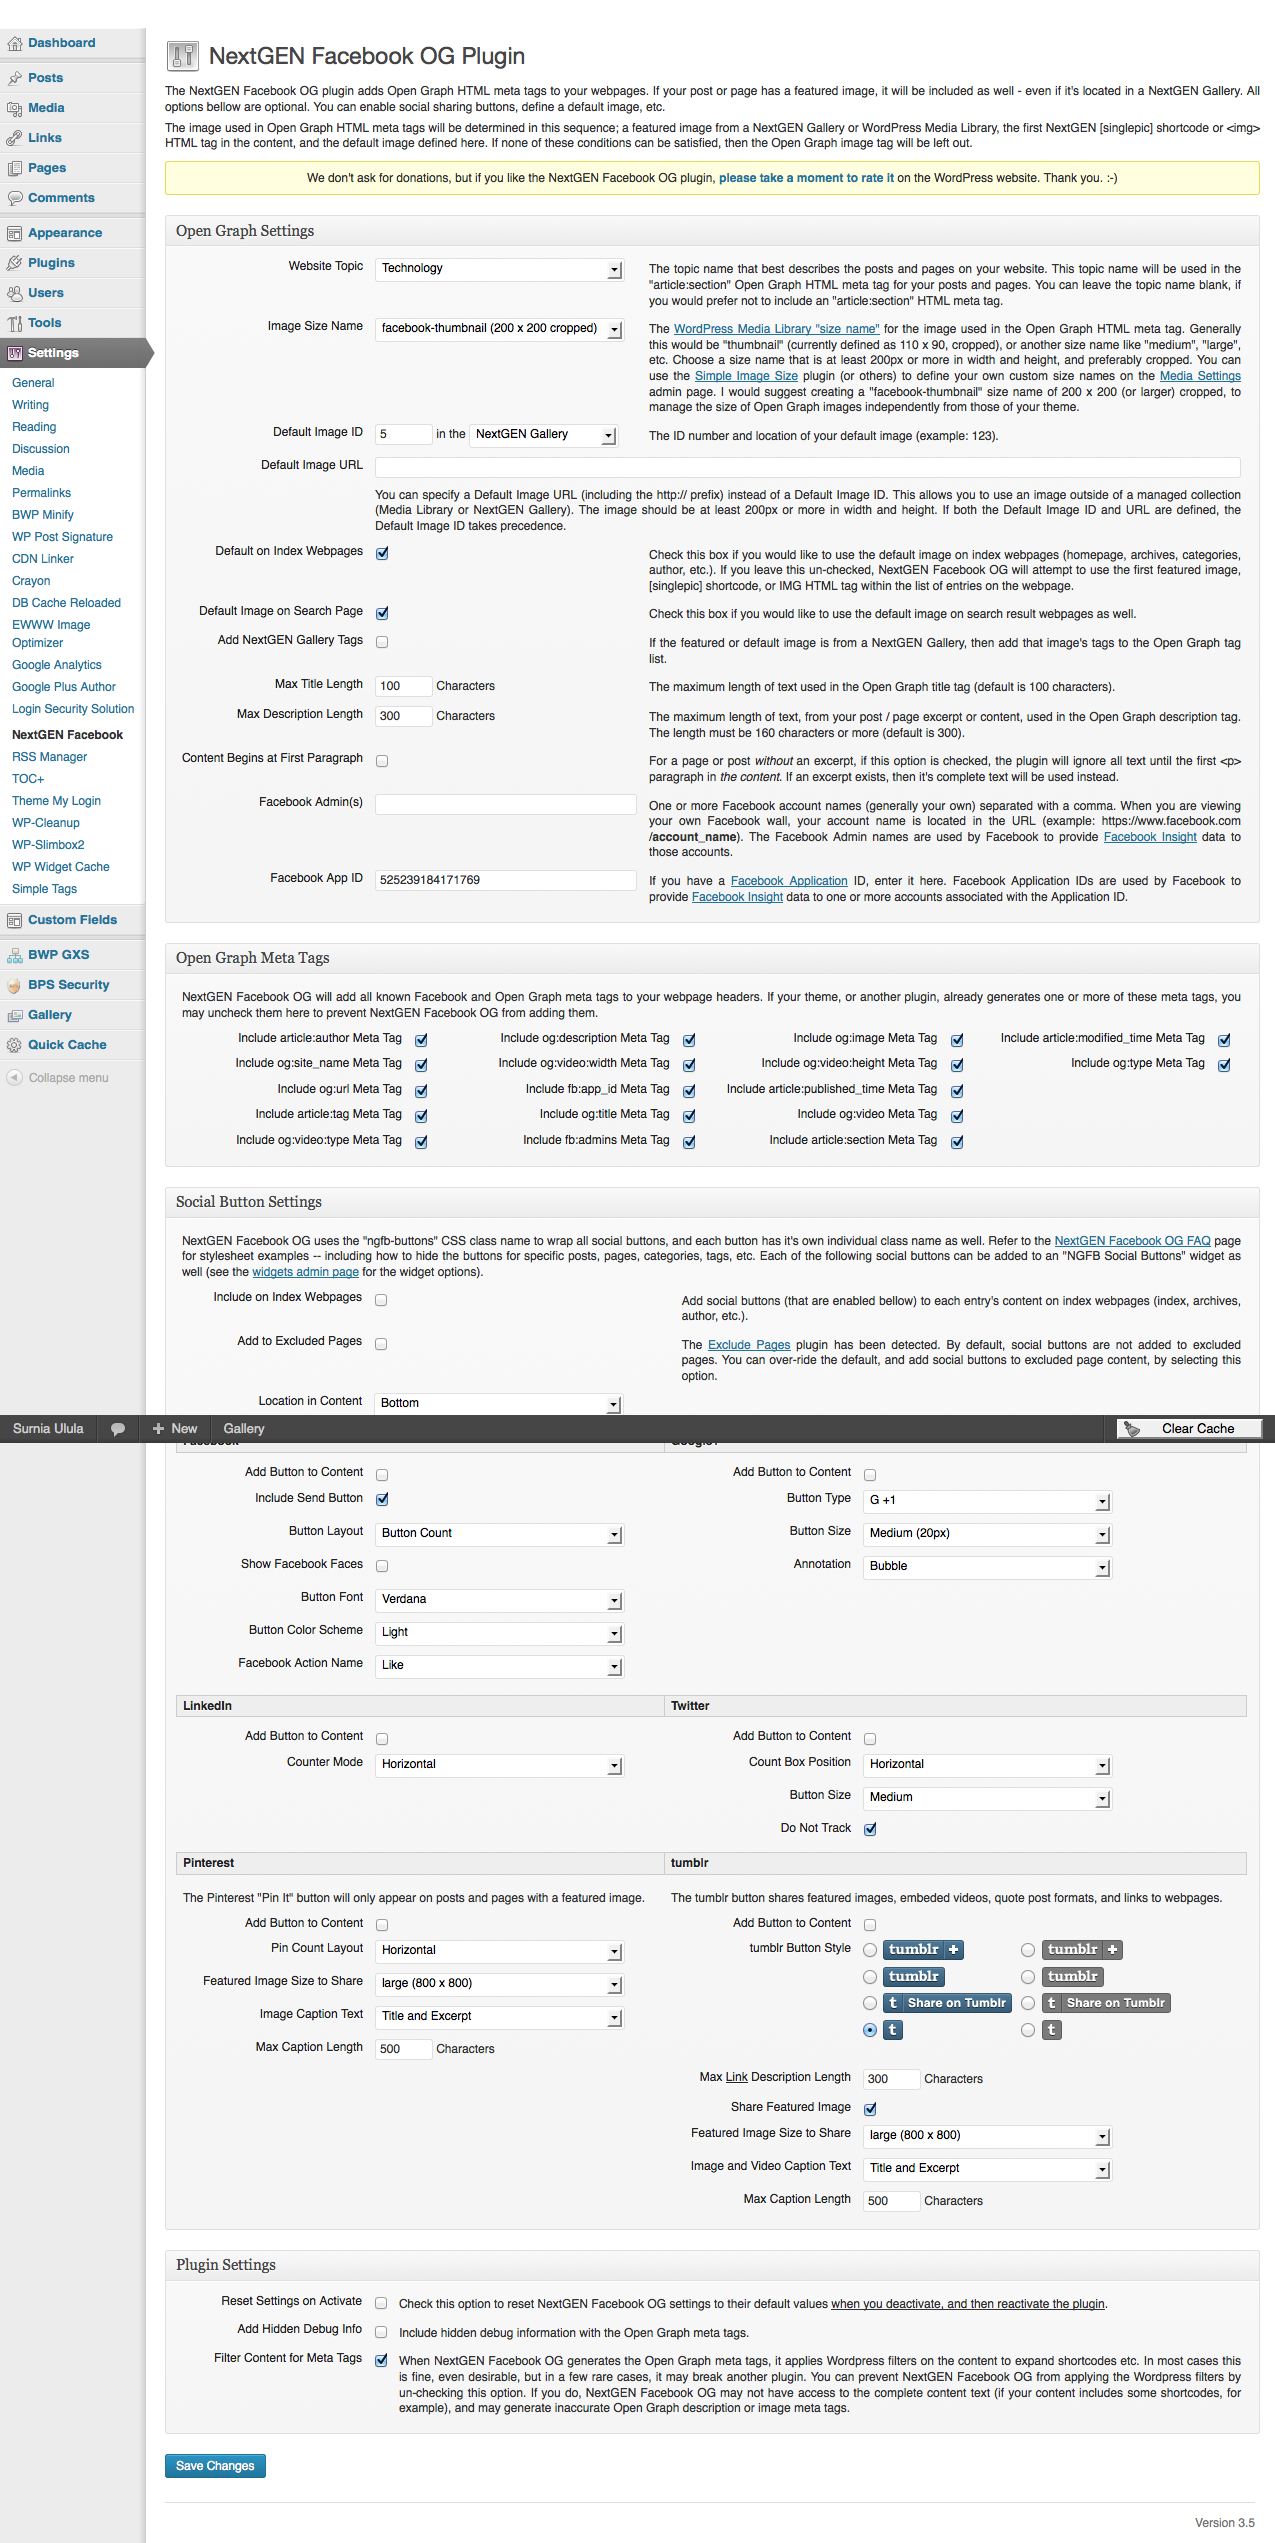 Dashboard
Posts
Media
Links
Pages
Comments
Appearance
Plugins
Users
Tools
Settings
General
Writing
Reading
Discussion
Media
Permalinks
BWP Minify
WP Post Signature
CDN Linker
Crayon
DB Cache Reloaded
EWWW Image
Optimizer
Google Analytics
Google Plus Author
Login Security Solution
NextGEN Facebook
RSS Manager
TOC+
Theme My Login
WP-Cleanup
WP-Slimbox2
WP Widget Cache
Simple Tags
Custom Fields
BWP GXS
BPS Security
Gallery
Quick Cache
Collapse menu
NextGEN Facebook OG Plugin
The NextGEN Facebook OG plugin adds Open Graph HTML meta tags to your webpages. If your post or page has a featured image, it will be included as well - even if it's located in a NextGEN Gallery. All
options bellow are optional. You can enable social sharing buttons, define a default image, etc.
The image used in Open Graph HTML meta tags will be determined in this sequence; a featured image from a NextGEN Gallery or WordPress Media Library, the first NextGEN [singlepic] shortcode or <img>
HTML tag in the content, and the default image defined here. If none of these conditions can be satisfied, then the Open Graph image tag will be left out.
We don't ask for donations, but if you like the NextGEN Facebook OG plugin, please take a moment to rate it on the WordPress website. Thank you. :-)
Open Graph Settings
Website Topic Technology
The topic name that best describes the posts and pages on your website. This topic name will be used in the
"article:section" Open Graph HTML meta tag for your posts and pages. You can leave the topic name blank, if
you would prefer not to include an "article:section" HTML meta tag.
Image Size Name facebook-thumbnail (200 x 200 cropped)
The WordPress Media Library "size name" for the image used in the Open Graph HTML meta tag. Generally
this would be "thumbnail" (currently defined as 110 x 90, cropped), or another size name like "medium", "large",
etc. Choose a size name that is at least 200px or more in width and height, and preferably cropped. You can
use the Simple Image Size plugin (or others) to define your own custom size names on the Media Settings
admin page. I would suggest creating a "facebook-thumbnail" size name of 200 x 200 (or larger) cropped, to
manage the size of Open Graph images independently from those of your theme.
Default Image ID 5 in the NextGEN Gallery The ID number and location of your default image (example: 123).
Default Image URL
You can specify a Default Image URL (including the http:// prefix) instead of a Default Image ID. This allows you to use an image outside of a managed collection
(Media Library or NextGEN Gallery). The image should be at least 200px or more in width and height. If both the Default Image ID and URL are defined, the
Default Image ID takes precedence.
Default on Index Webpages
Check this box if you would like to use the default image on index webpages (homepage, archives, categories,
author, etc.). If you leave this un-checked, NextGEN Facebook OG will attempt to use the first featured image,
[singlepic] shortcode, or IMG HTML tag within the list of entries on the webpage.
Default Image on Search Page Check this box if you would like to use the default image on search result webpages as well.
Add NextGEN Gallery Tags
If the featured or default image is from a NextGEN Gallery, then add that image's tags to the Open Graph tag
list.
Max Title Length 100 Characters The maximum length of text used in the Open Graph title tag (default is 100 characters).
Max Description Length 300 Characters
The maximum length of text, from your post / page excerpt or content, used in the Open Graph description tag.
The length must be 160 characters or more (default is 300).
Content Begins at First Paragraph
For a page or post without an excerpt, if this option is checked, the plugin will ignore all text until the first <p>
paragraph in the content. If an excerpt exists, then it's complete text will be used instead.
Facebook Admin(s)
One or more Facebook account names (generally your own) separated with a comma. When you are viewing
your own Facebook wall, your account name is located in the URL (example: https://www.facebook.com
/account_name). The Facebook Admin names are used by Facebook to provide Facebook Insight data to
those accounts.
Facebook App ID 525239184171769
If you have a Facebook Application ID, enter it here. Facebook Application IDs are used by Facebook to
provide Facebook Insight data to one or more accounts associated with the Application ID.
Open Graph Meta Tags
NextGEN Facebook OG will add all known Facebook and Open Graph meta tags to your webpage headers. If your theme, or another plugin, already generates one or more of these meta tags, you
may uncheck them here to prevent NextGEN Facebook OG from adding them.
Include article:author Meta Tag Include og:description Meta Tag Include og:image Meta Tag Include article:modified_time Meta Tag
Include og:site_name Meta Tag Include og:video:width Meta Tag Include og:video:height Meta Tag Include og:type Meta Tag
Include og:url Meta Tag Include fb:app_id Meta Tag Include article:published_time Meta Tag
Include article:tag Meta Tag Include og:title Meta Tag Include og:video Meta Tag
Include og:video:type Meta Tag Include fb:admins Meta Tag Include article:section Meta Tag
Social Button Settings
NextGEN Facebook OG uses the "ngfb-buttons" CSS class name to wrap all social buttons, and each button has it's own individual class name as well. Refer to the NextGEN Facebook OG FAQ page
for stylesheet examples -- including how to hide the buttons for specific posts, pages, categories, tags, etc. Each of the following social buttons can be added to an "NGFB Social Buttons" widget as
well (see the widgets admin page for the widget options).
Include on Index Webpages
Add social buttons (that are enabled bellow) to each entry's content on index webpages (index, archives,
author, etc.).
Add to Excluded Pages
The Exclude Pages plugin has been detected. By default, social buttons are not added to excluded
pages. You can over-ride the default, and add social buttons to excluded page content, by selecting this
option.
Location in Content Bottom
Surnia Ulula + New Gallery Clear Cache
Facebook Google+
Add Button to Content Add Button to Content
Include Send Button Button Type G +1
Button Layout Button Count Button Size Medium (20px)
Show Facebook Faces Annotation Bubble
Button Font Verdana
Button Color Scheme Light
Facebook Action Name Like
LinkedIn Twitter
Add Button to Content Add Button to Content
Counter Mode Horizontal Count Box Position Horizontal
Button Size Medium
Do Not Track
Pinterest tumblr
The Pinterest "Pin It" button will only appear on posts and pages with a featured image. The tumblr button shares featured images, embeded videos, quote post formats, and links to webpages.
Add Button to Content Add Button to Content
Pin Count Layout Horizontal tumblr Button Style tumblr + tumblr +
Featured Image Size to Share large (800 x 800) tumblr tumblr
t Share on Tumblr t Share on Tumblr
Image Caption Text Title and Excerpt t t
Max Caption Length 500 Characters
Max Link Description Length 300 Characters
Share Featured Image
Featured Image Size to Share large (800 x 800)
Image and Video Caption Text Title and Excerpt
Max Caption Length 500 Characters
Plugin Settings
Reset Settings on Activate Check this option to reset NextGEN Facebook OG settings to their default values when you deactivate, and then reactivate the plugin.
Add Hidden Debug Info Include hidden debug information with the Open Graph meta tags.
Filter Content for Meta Tags When NextGEN Facebook OG generates the Open Graph meta tags, it applies Wordpress filters on the content to expand shortcodes etc. In most cases this
is fine, even desirable, but in a few rare cases, it may break another plugin. You can prevent NextGEN Facebook OG from applying the Wordpress filters by
un-checking this option. If you do, NextGEN Facebook OG may not have access to the complete content text (if your content includes some shortcodes, for
example), and may generate inaccurate Open Graph description or image meta tags.
Save Changes
Version 3.5